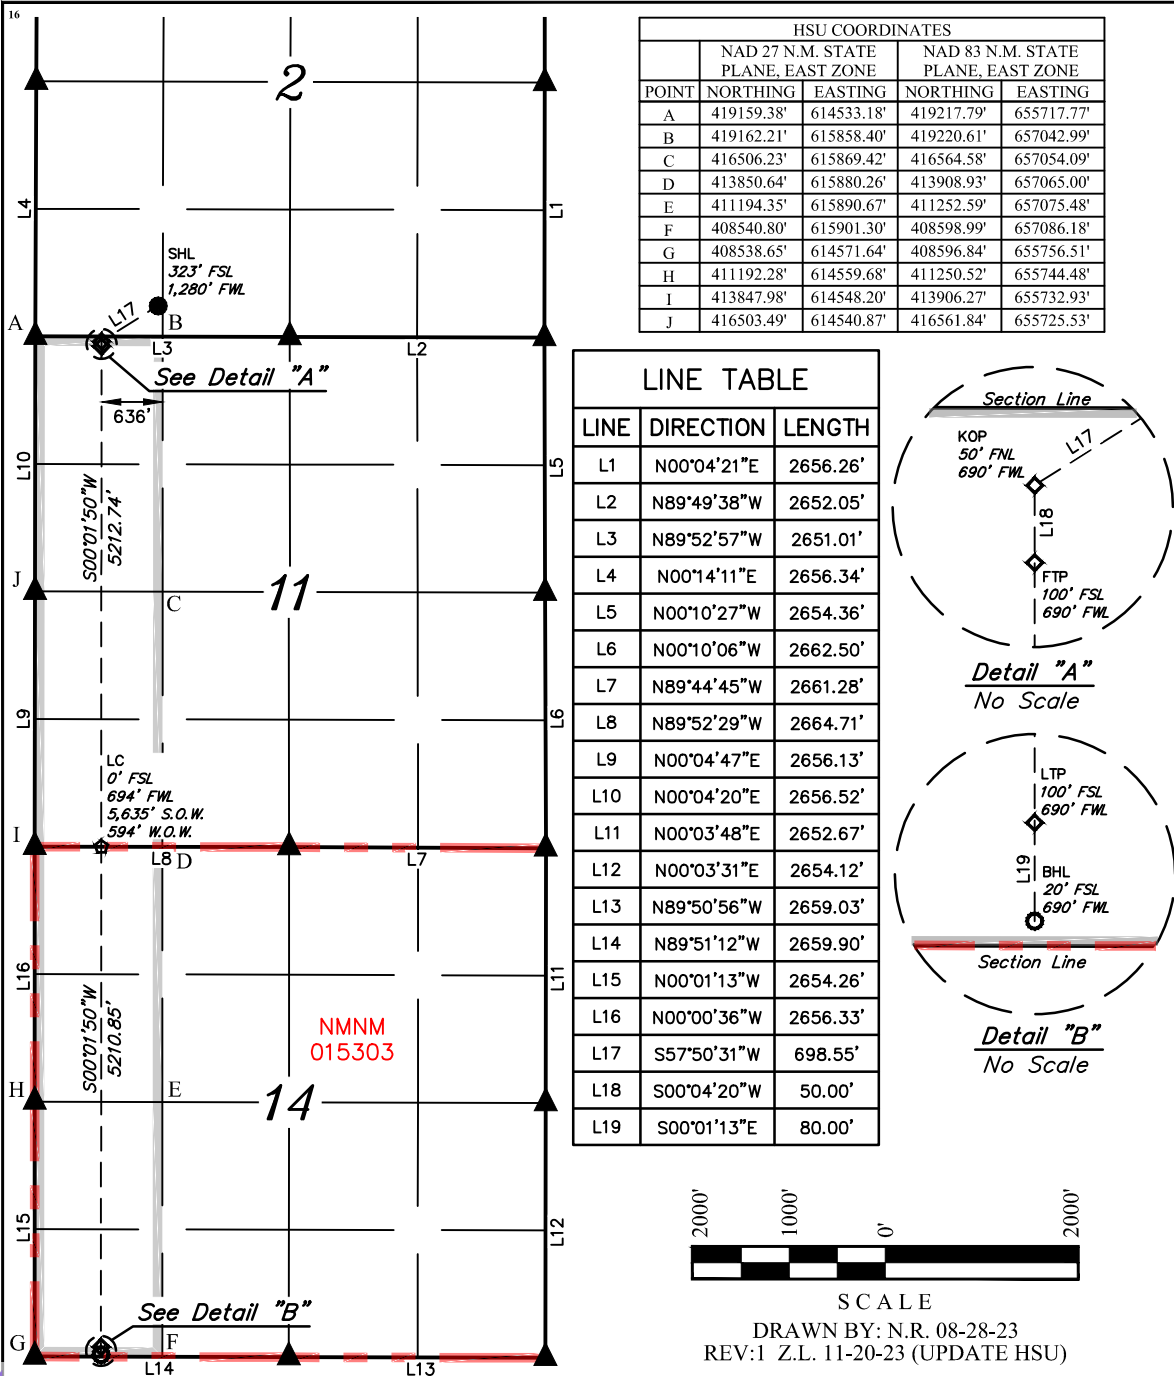 16
2
L4
L1
SHL
323' FSL
1,280' FWL
L17
A
B
L3
L2
See Detail "A"
636'
L10
L5
S00°01'50"W
5212.74'
J
11
C
L9
L6
LC
0' FSL
694' FWL
5,635' S.O.W.
594' W.O.W.
I
L8
D
L7
L16
L11
S00°01'50"W
5210.85'
NMNM
015303
H
E
14
L15
L12
See Detail "B"
G
F
L14
L13
HSU COORDINATES
NAD 27 N.M. STATE PLANE, EAST ZONE NAD 83 N.M. STATE PLANE, EAST ZONE
POINT NORTHING EASTING NORTHING EASTING
A 419159.38' 614533.18' 419217.79' 655717.77'
B 419162.21' 615858.40' 419220.61' 657042.99'
C 416506.23' 615869.42' 416564.58' 657054.09'
D 413850.64' 615880.26' 413908.93' 657065.00'
E 411194.35' 615890.67' 411252.59' 657075.48'
F 408540.80' 615901.30' 408598.99' 657086.18'
G 408538.65' 614571.64' 408596.84' 655756.51'
H 411192.28' 614559.68' 411250.52' 655744.48'
I 413847.98' 614548.20' 413906.27' 655732.93'
J 416503.49' 614540.87' 416561.84' 655725.53'
LINE TABLE
LINE DIRECTION LENGTH
L1 N00°04'21"E 2656.26'
L2 N89°49'38"W 2652.05'
L3 N89°52'57"W 2651.01'
L4 N00°14'11"E 2656.34'
L5 N00°10'27"W 2654.36'
L6 N00°10'06"W 2662.50'
L7 N89°44'45"W 2661.28'
L8 N89°52'29"W 2664.71'
L9 N00°04'47"E 2656.13'
L10 N00°04'20"E 2656.52'
L11 N00°03'48"E 2652.67'
L12 N00°03'31"E 2654.12'
L13 N89°50'56"W 2659.03'
L14 N89°51'12"W 2659.90'
L15 N00°01'13"W 2654.26'
L16 N00°00'36"W 2656.33'
L17 S57°50'31"W 698.55'
L18 S00°04'20"W 50.00'
L19 S00°01'13"E 80.00'
Section Line
KOP
50' FNL
690' FWL
L17
L18
FTP
100' FSL
690' FWL
Detail "A"
No Scale
LTP
100' FSL
690' FWL
L19
BHL
20' FSL
690' FWL
Section Line
Detail "B"
No Scale
2000' 1000' 0' 2000'
SCALE
DRAWN BY: N.R. 08-28-23
REV:1 Z.L. 11-20-23 (UPDATE HSU)